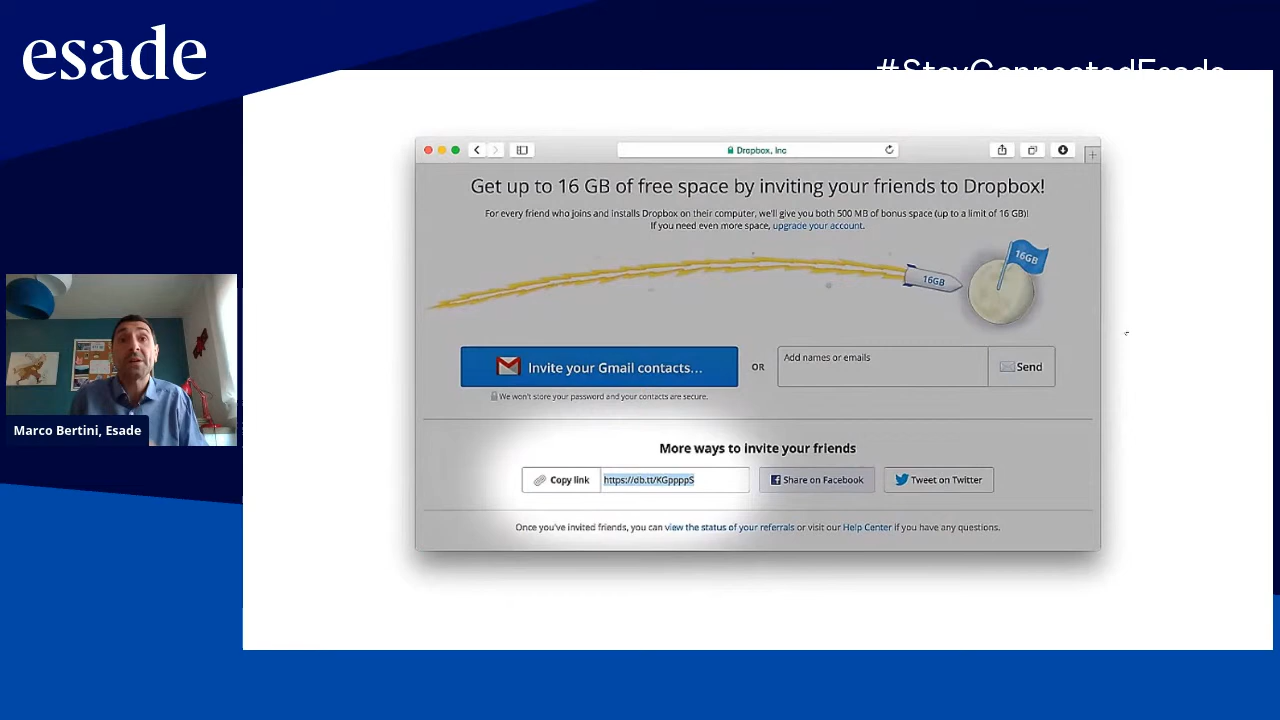 esade
#StayConnectedEsade
Dropbox, Inc
Get up to 16 GB of free space by inviting your friends to Dropbox!
For every friend who joins and installs Dropbox on their computer, we'll give you both 500 MB of bonus space (up to a limit of 16 GB)!
If you need even more space, upgrade your account.
16GB
16GB
Invite your Gmail contacts...
OR
Add names or emails
Send
We won't store your password and your contacts are secure.
Marco Bertini, Esade
More ways to invite your friends
Copy link
https://db.tt/KGppppS
Share on Facebook
Tweet on Twitter
Once you've invited friends, you can view the status of your referrals or visit our Help Center if you have any questions.